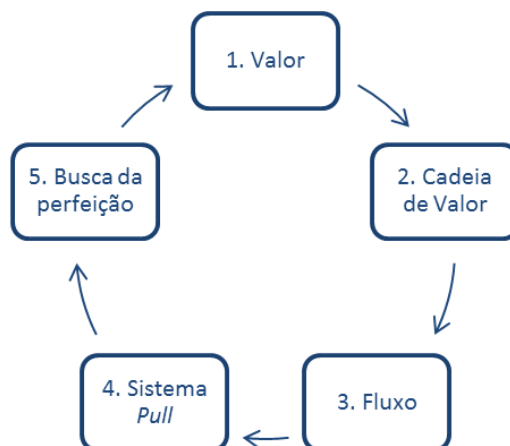 1. Valor
2. Cadeia
de Valor
3. Fluxo
4. Sistema
Pull
5. Busca da
perfeição